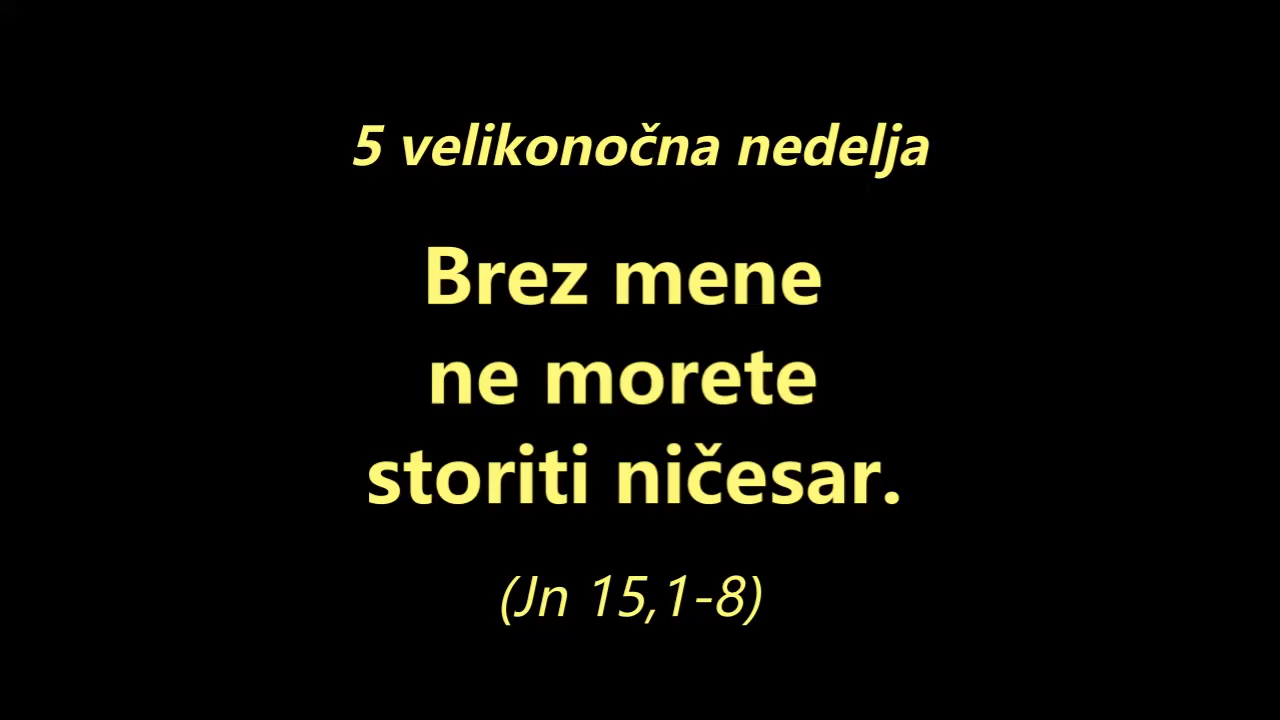 5 velikonočna nedelja
Brez mene
ne morete
storiti ničesar.
(Jn 15,1-8)